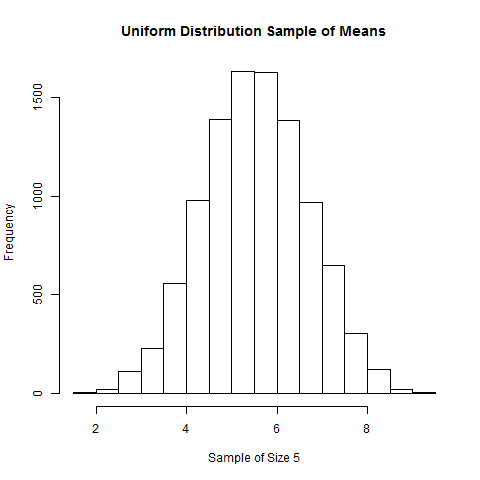 Uniform Distribution Sample of Means
Frequency
1500
1000
500
0
2 4 6 8
Sample of Size 5